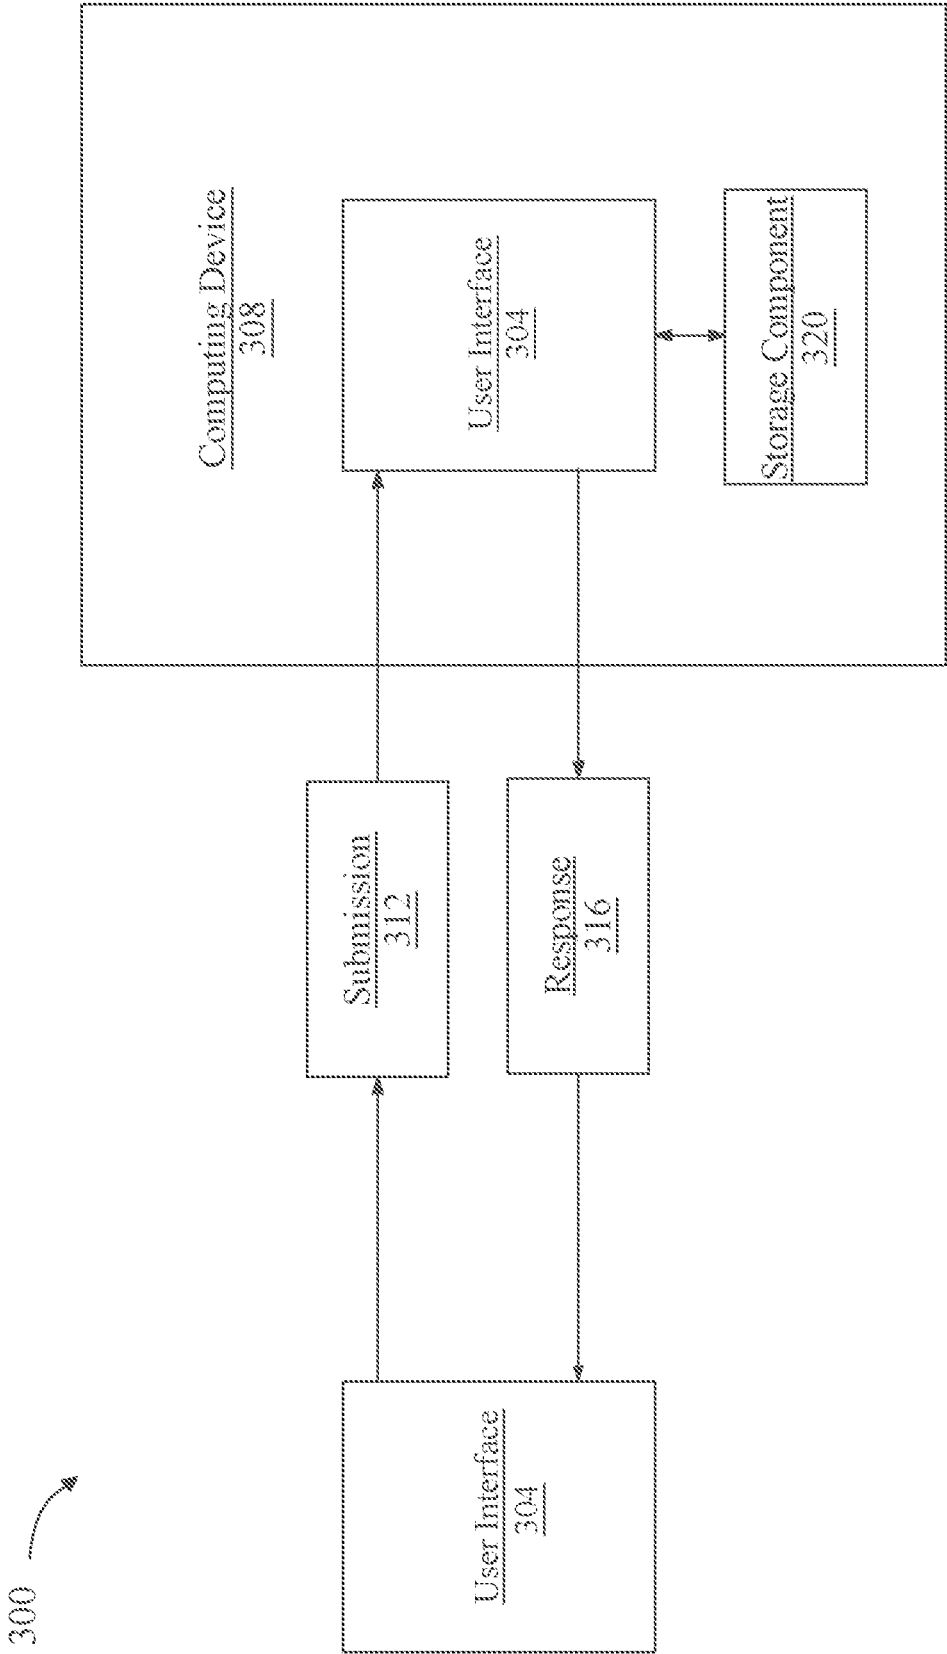 300
Computing Device
308
User Interface
304
Submission
312
User Interface
304
Response
316
Storage Component
320